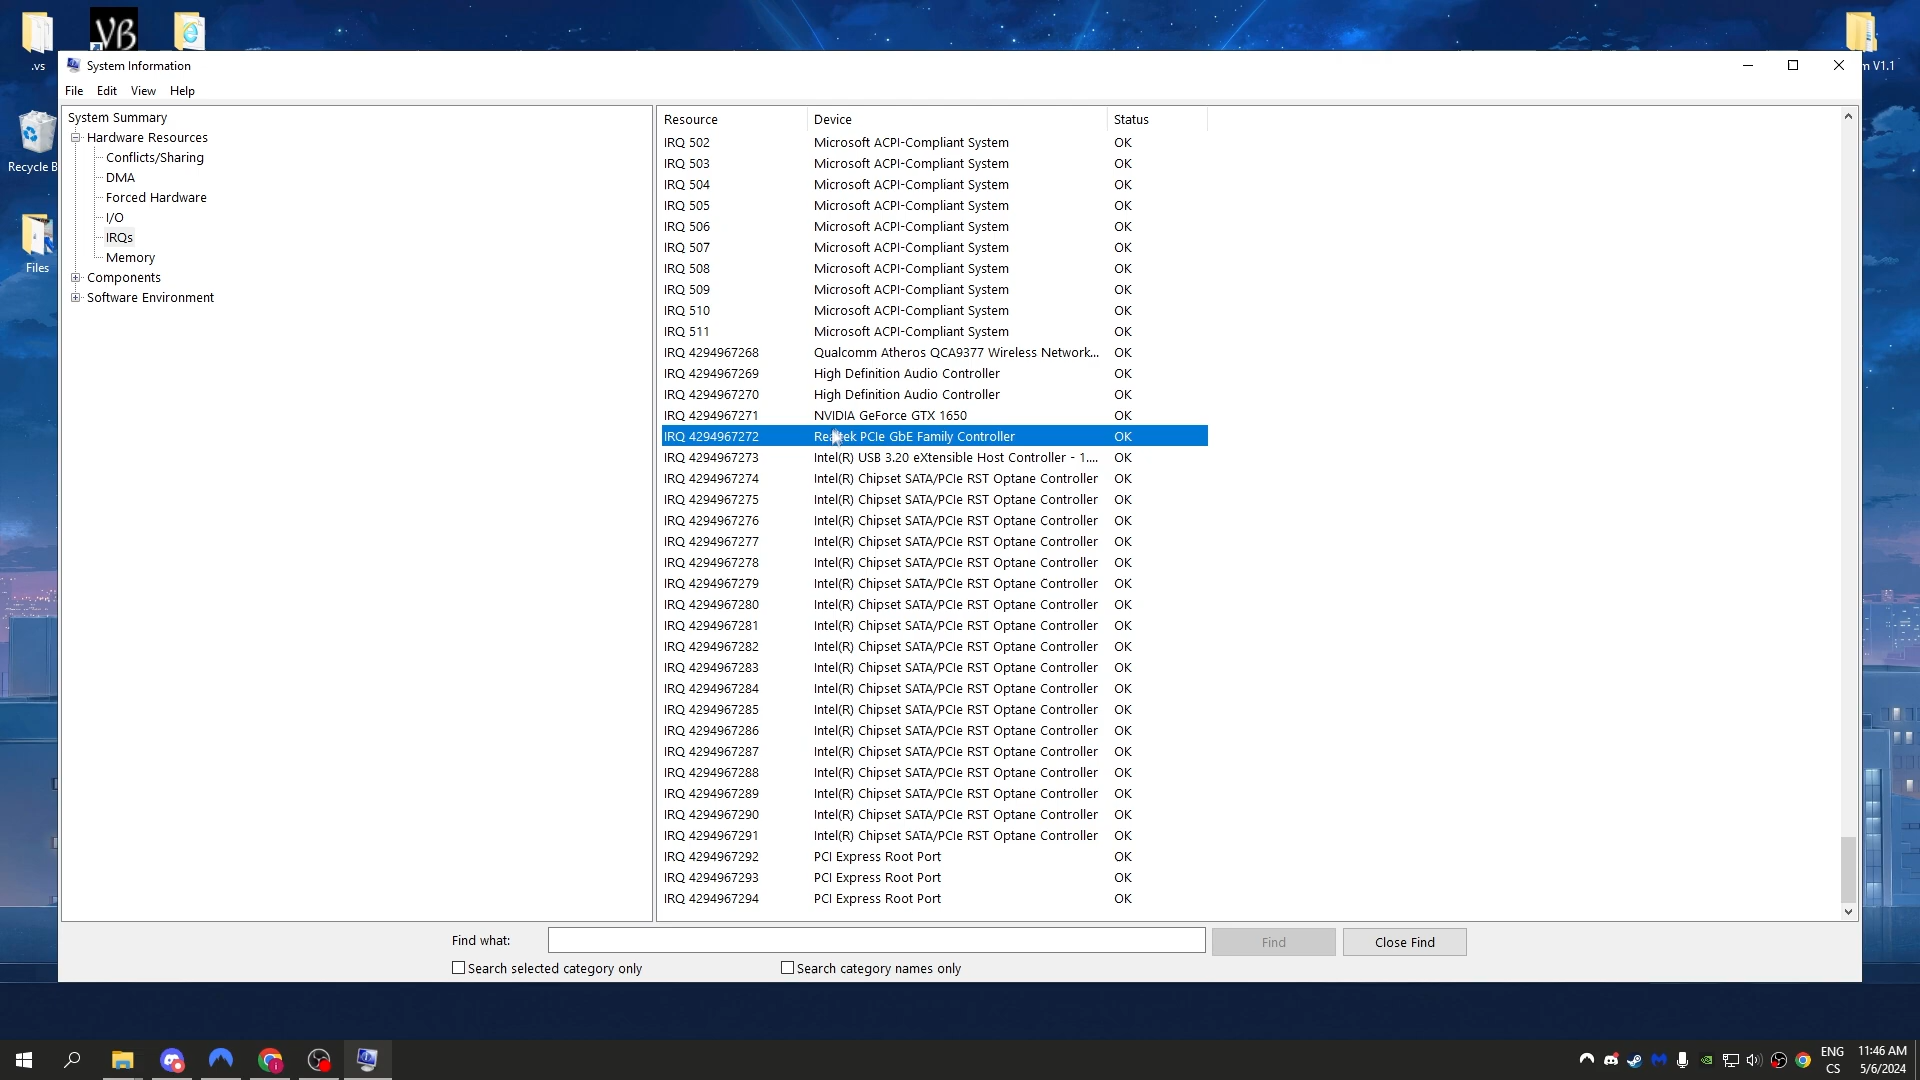 VB
.vs
Recycle B
Files
m V1.1
System Information
File Edit View Help
System Summary
Hardware Resources
Conflicts/Sharing
DMA
Forced Hardware
I/O
IRQs
Memory
Components
Software Environment
Resource Device Status
IRQ 502 Microsoft ACPI-Compliant System OK
IRQ 503 Microsoft ACPI-Compliant System OK
IRQ 504 Microsoft ACPI-Compliant System OK
IRQ 505 Microsoft ACPI-Compliant System OK
IRQ 506 Microsoft ACPI-Compliant System OK
IRQ 507 Microsoft ACPI-Compliant System OK
IRQ 508 Microsoft ACPI-Compliant System OK
IRQ 509 Microsoft ACPI-Compliant System OK
IRQ 510 Microsoft ACPI-Compliant System OK
IRQ 511 Microsoft ACPI-Compliant System OK
IRQ 4294967268 Qualcomm Atheros QCA9377 Wireless Network... OK
IRQ 4294967269 High Definition Audio Controller OK
IRQ 4294967270 High Definition Audio Controller OK
IRQ 4294967271 NVIDIA GeForce GTX 1650 OK
IRQ 4294967272 Realtek PCIe GbE Family Controller OK
IRQ 4294967273 Intel(R) USB 3.20 eXtensible Host Controller - 1.... OK
IRQ 4294967274 Intel(R) Chipset SATA/PCIe RST Optane Controller OK
IRQ 4294967275 Intel(R) Chipset SATA/PCIe RST Optane Controller OK
IRQ 4294967276 Intel(R) Chipset SATA/PCIe RST Optane Controller OK
IRQ 4294967277 Intel(R) Chipset SATA/PCIe RST Optane Controller OK
IRQ 4294967278 Intel(R) Chipset SATA/PCIe RST Optane Controller OK
IRQ 4294967279 Intel(R) Chipset SATA/PCIe RST Optane Controller OK
IRQ 4294967280 Intel(R) Chipset SATA/PCIe RST Optane Controller OK
IRQ 4294967281 Intel(R) Chipset SATA/PCIe RST Optane Controller OK
IRQ 4294967282 Intel(R) Chipset SATA/PCIe RST Optane Controller OK
IRQ 4294967283 Intel(R) Chipset SATA/PCIe RST Optane Controller OK
IRQ 4294967284 Intel(R) Chipset SATA/PCIe RST Optane Controller OK
IRQ 4294967285 Intel(R) Chipset SATA/PCIe RST Optane Controller OK
IRQ 4294967286 Intel(R) Chipset SATA/PCIe RST Optane Controller OK
IRQ 4294967287 Intel(R) Chipset SATA/PCIe RST Optane Controller OK
IRQ 4294967288 Intel(R) Chipset SATA/PCIe RST Optane Controller OK
IRQ 4294967289 Intel(R) Chipset SATA/PCIe RST Optane Controller OK
IRQ 4294967290 Intel(R) Chipset SATA/PCIe RST Optane Controller OK
IRQ 4294967291 Intel(R) Chipset SATA/PCIe RST Optane Controller OK
IRQ 4294967292 PCI Express Root Port OK
IRQ 4294967293 PCI Express Root Port OK
IRQ 4294967294 PCI Express Root Port OK
Find what: Find Close Find
Search selected category only Search category names only
ENG 11:46 AM
CS 5/6/2024